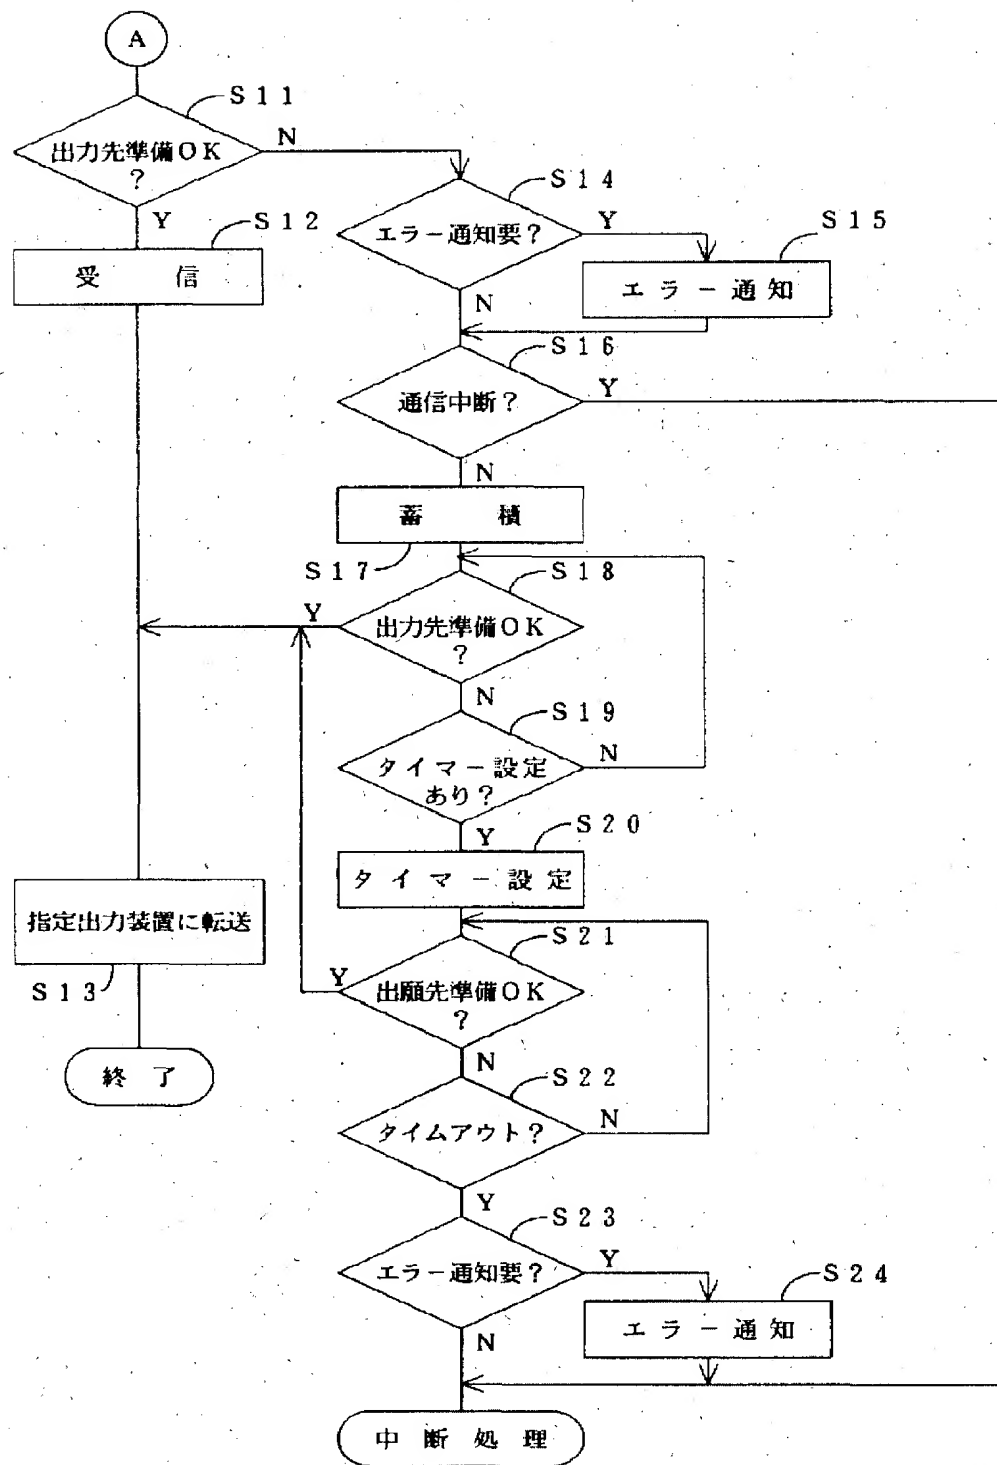 A
S11
出力先準備OK
?
N
Y
S12
受信
S14
エラー通知要?
Y
S15
エラー通知
N
S16
通信中断?
Y
N
蓄積
S17
S18
Y
出力先準備OK
?
N
S19
タイマー設定
あり?
N
Y
S20
タイマー設定
指定出力装置に転送
S13
S21
Y
出願先準備OK
?
N
終了
S22
タイムアウト?
N
Y
S23
エラー通知要?
Y
S24
エラー通知
N
中断処理